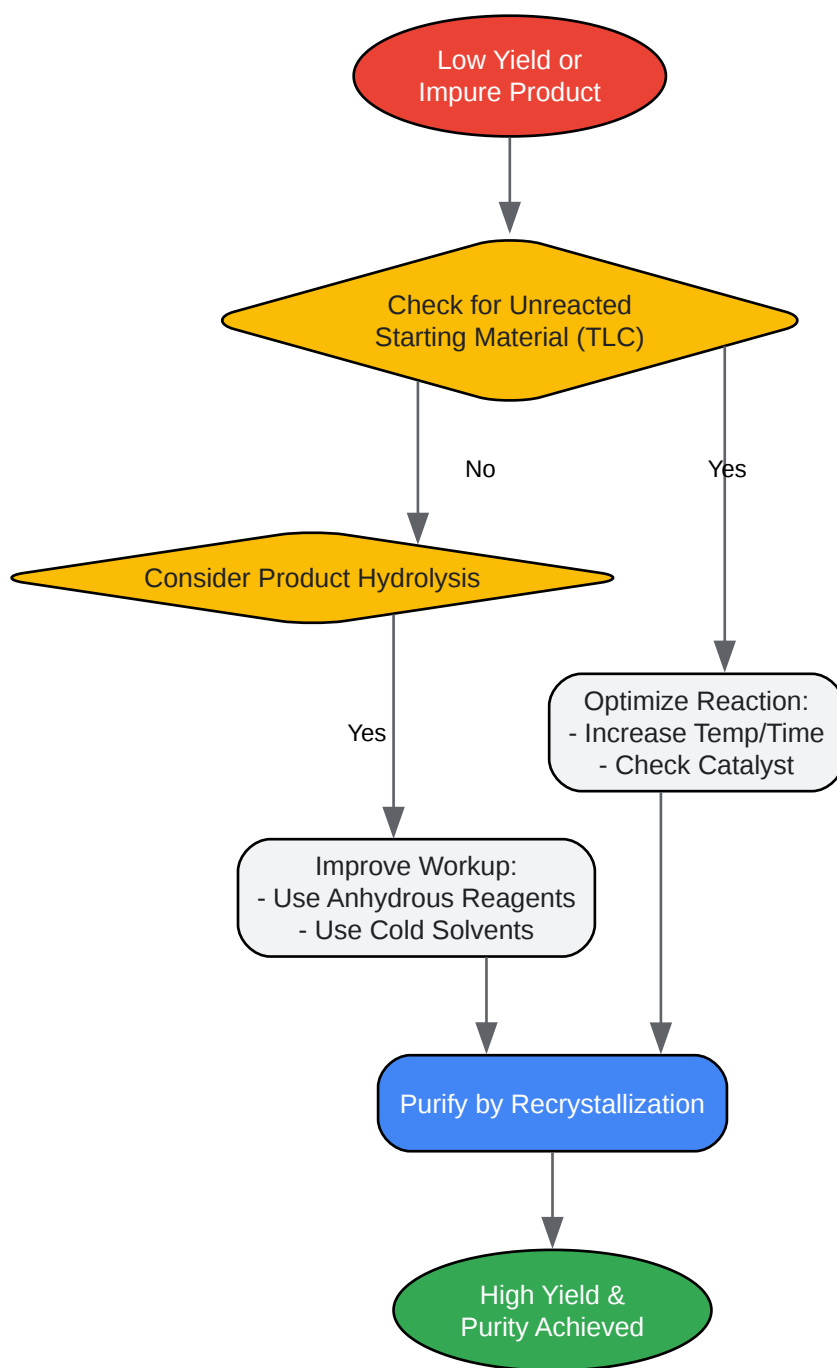 Low Yield or
Impure Product
Check for Unreacted
Starting Material (TLC)
No
Yes
Consider Product Hydrolysis
Yes
Optimize Reaction:
- Increase Temp/Time
- Check Catalyst
Improve Workup:
- Use Anhydrous Reagents
- Use Cold Solvents
Purify by Recrystallization
High Yield &
Purity Achieved